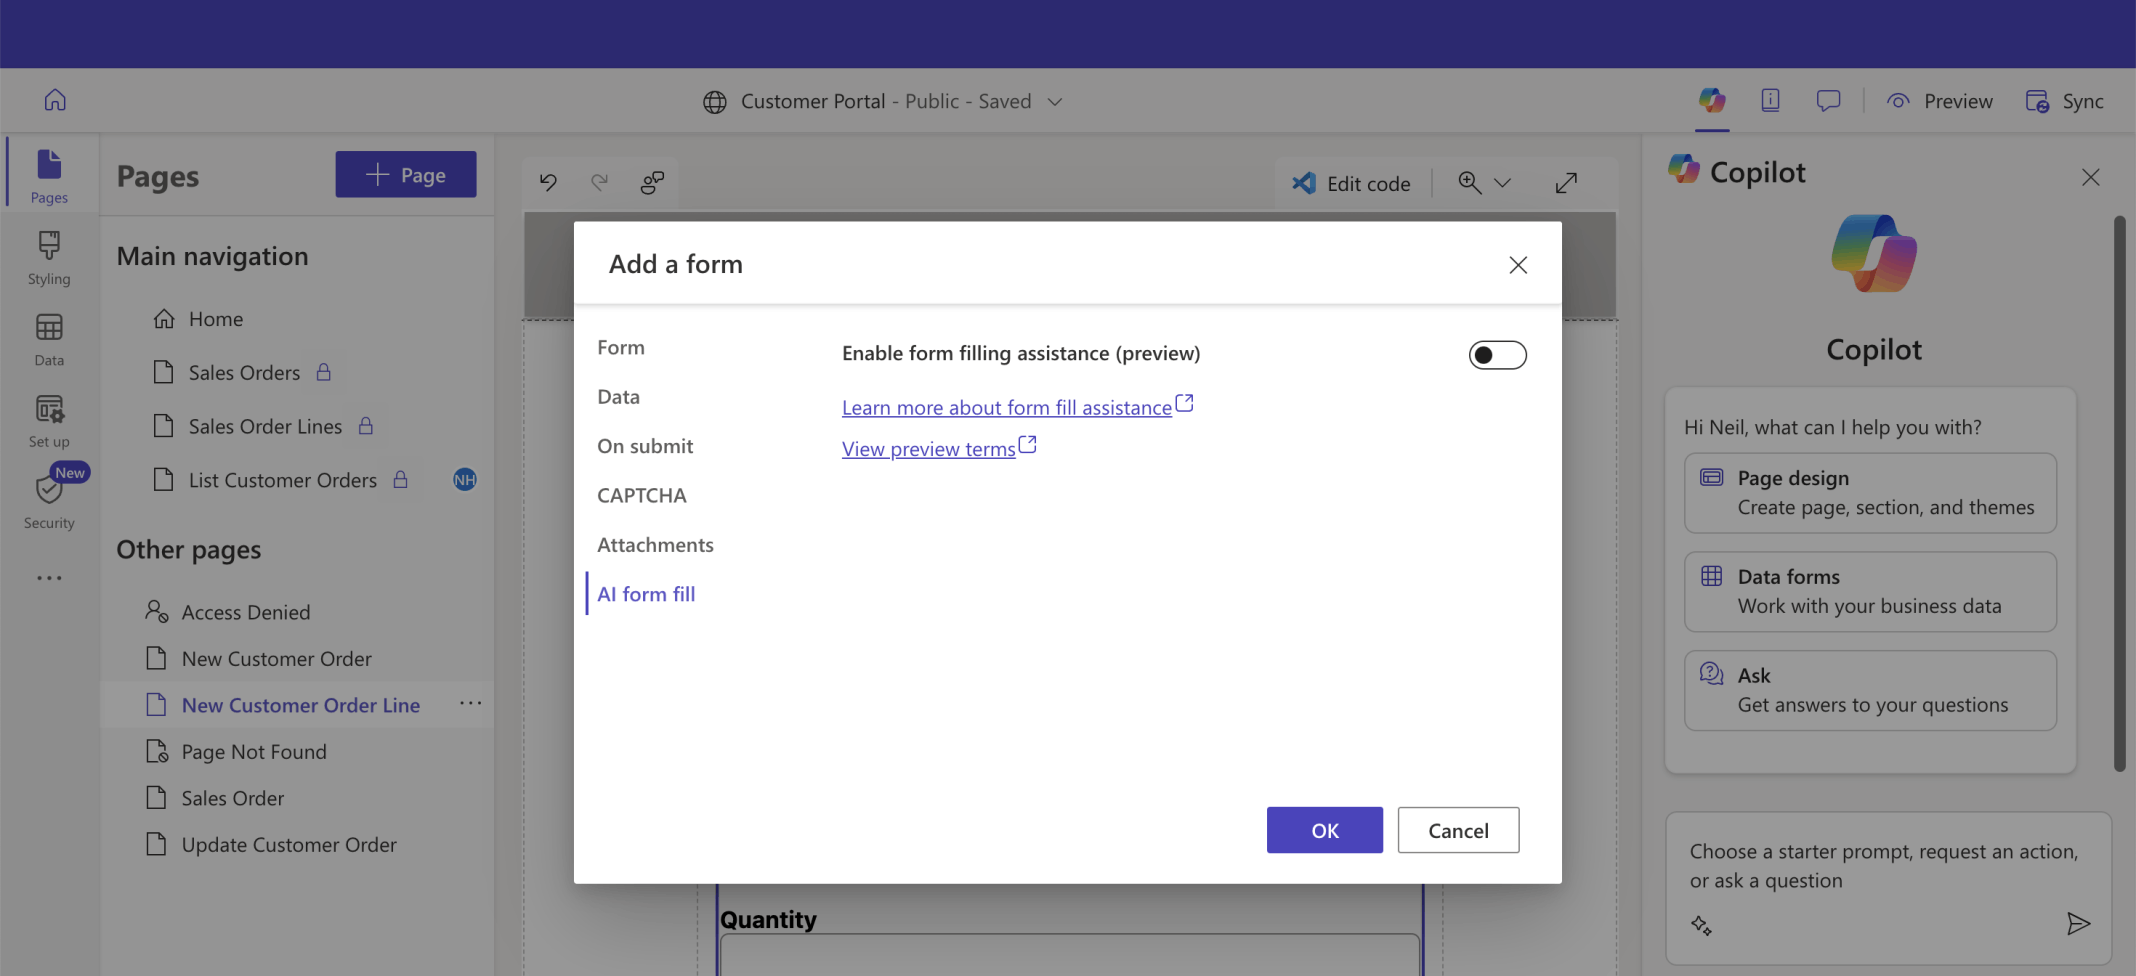 Customer Portal - Public - Saved
Preview
Sync
Pages
Styling
Data
Set up
New
Security
Pages
Page
Main navigation
Home
Sales Orders
Sales Order Lines
List Customer Orders
NH
Other pages
Access Denied
New Customer Order
New Customer Order Line
Page Not Found
Sales Order
Update Customer Order
Edit code
Add a form
Form
Data
On submit
CAPTCHA
Attachments
AI form fill
Enable form filling assistance (preview)
Learn more about form fill assistance
View preview terms
OK
Cancel
Quantity
Copilot
Copilot
Hi Neil, what can I help you with?
Page design
Create page, section, and themes
Data forms
Work with your business data
Ask
Get answers to your questions
Choose a starter prompt, request an action,
or ask a question